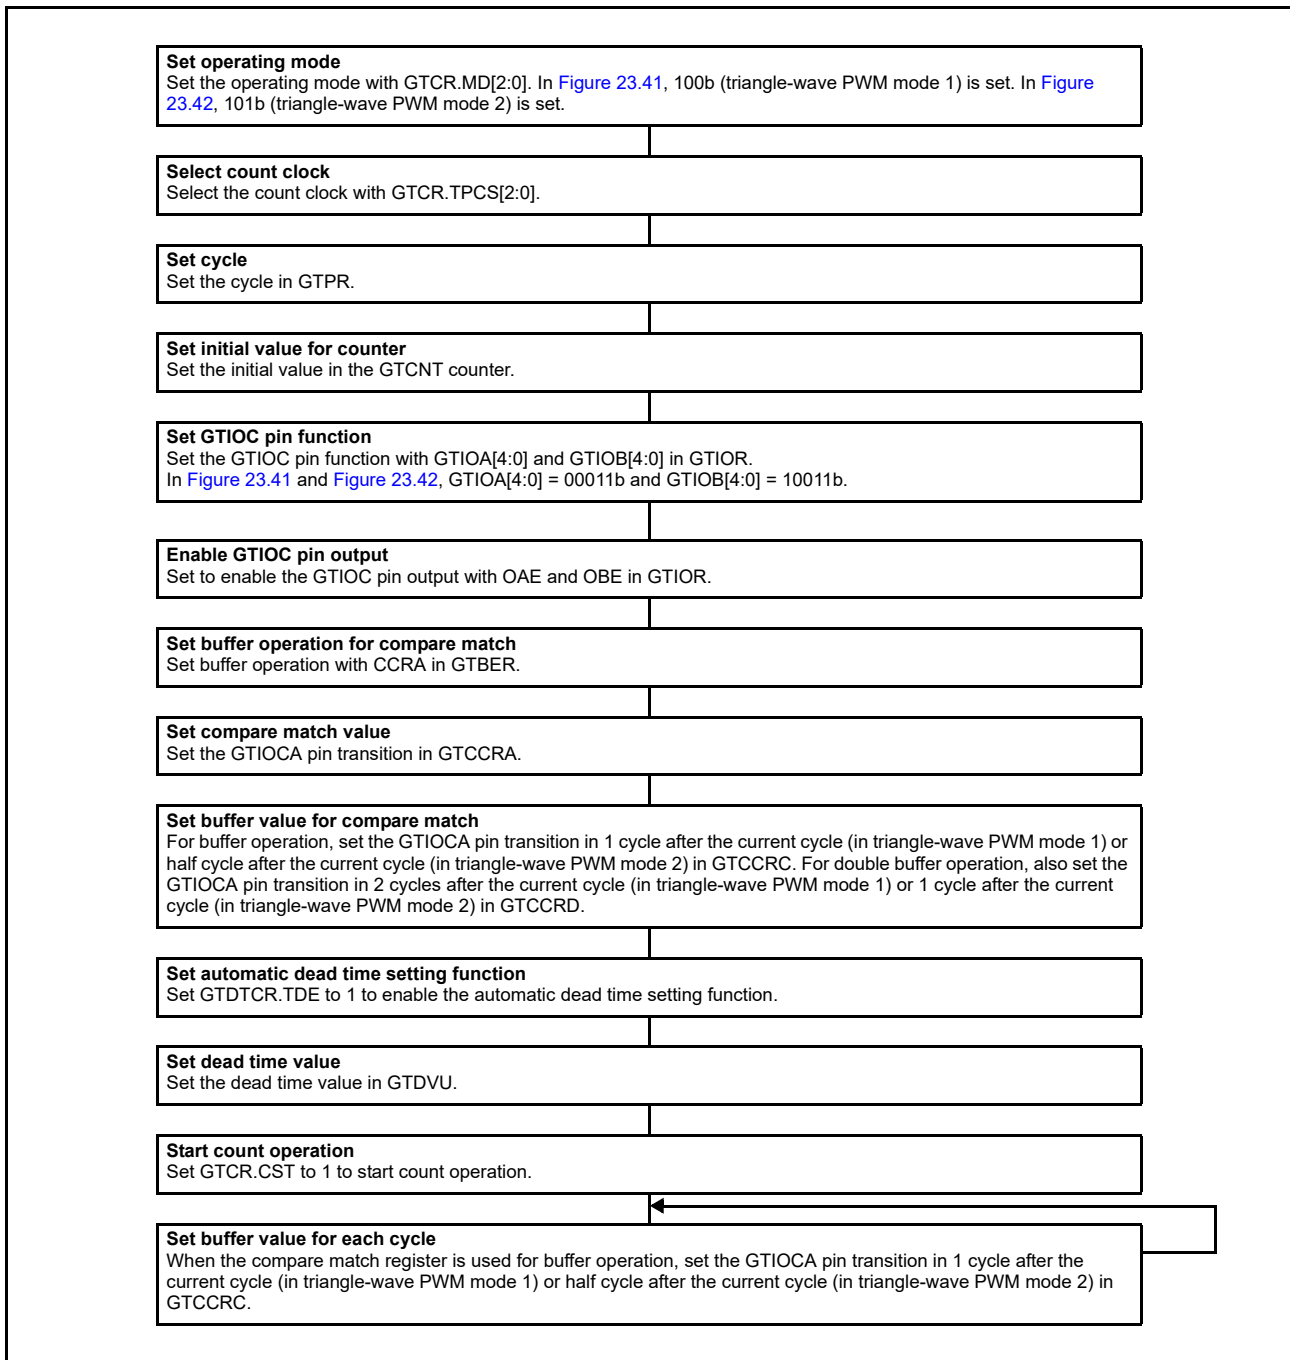 Set operating mode
Set the operating mode with GTCR.MD[2:0]. In Figure 23.41, 100b (triangle-wave PWM mode 1) is set. In Figure
23.42, 101b (triangle-wave PWM mode 2) is set.
Select count clock
Select the count clock with GTCR.TPCS[2:0].
Set cycle
Set the cycle in GTPR.
Set initial value for counter
Set the initial value in the GTCNT counter.
Set GTIOC pin function
Set the GTIOC pin function with GTIOA[4:0] and GTIOB[4:0] in GTIOR.
In Figure 23.41 and Figure 23.42, GTIOA[4:0] = 00011b and GTIOB[4:0] = 10011b.
Enable GTIOC pin output
Set to enable the GTIOC pin output with OAE and OBE in GTIOR.
Set buffer operation for compare match
Set buffer operation with CCRA in GTBER.
Set compare match value
Set the GTIOCA pin transition in GTCCRA.
Set buffer value for compare match
For buffer operation, set the GTIOCA pin transition in 1 cycle after the current cycle (in triangle-wave PWM mode 1) or
half cycle after the current cycle (in triangle-wave PWM mode 2) in GTCCRC. For double buffer operation, also set the
GTIOCA pin transition in 2 cycles after the current cycle (in triangle-wave PWM mode 1) or 1 cycle after the current
cycle (in triangle-wave PWM mode 2) in GTCCRD.
Set automatic dead time setting function
Set GTDTCR.TDE to 1 to enable the automatic dead time setting function.
Set dead time value
Set the dead time value in GTDVU.
Start count operation
Set GTCR.CST to 1 to start count operation.
Set buffer value for each cycle
When the compare match register is used for buffer operation, set the GTIOCA pin transition in 1 cycle after the
current cycle (in triangle-wave PWM mode 1) or half cycle after the current cycle (in triangle-wave PWM mode 2) in
GTCCRC.